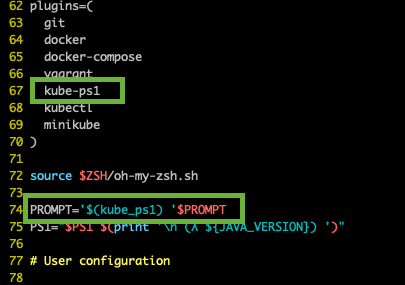 62 plugins=(
63 git
64 docker
65 docker-compose
66 vagrant
67 kube-ps1
68 kubectl
69 minikube
70 )
71
72 source $ZSH/oh-my-zsh.sh
73
74 PROMPT='$(kube_ps1) '$PROMPT
75 PS1="$PS1 $(print '\n (λ ${JAVA_VERSION}) ')"
76
77 # User configuration
78